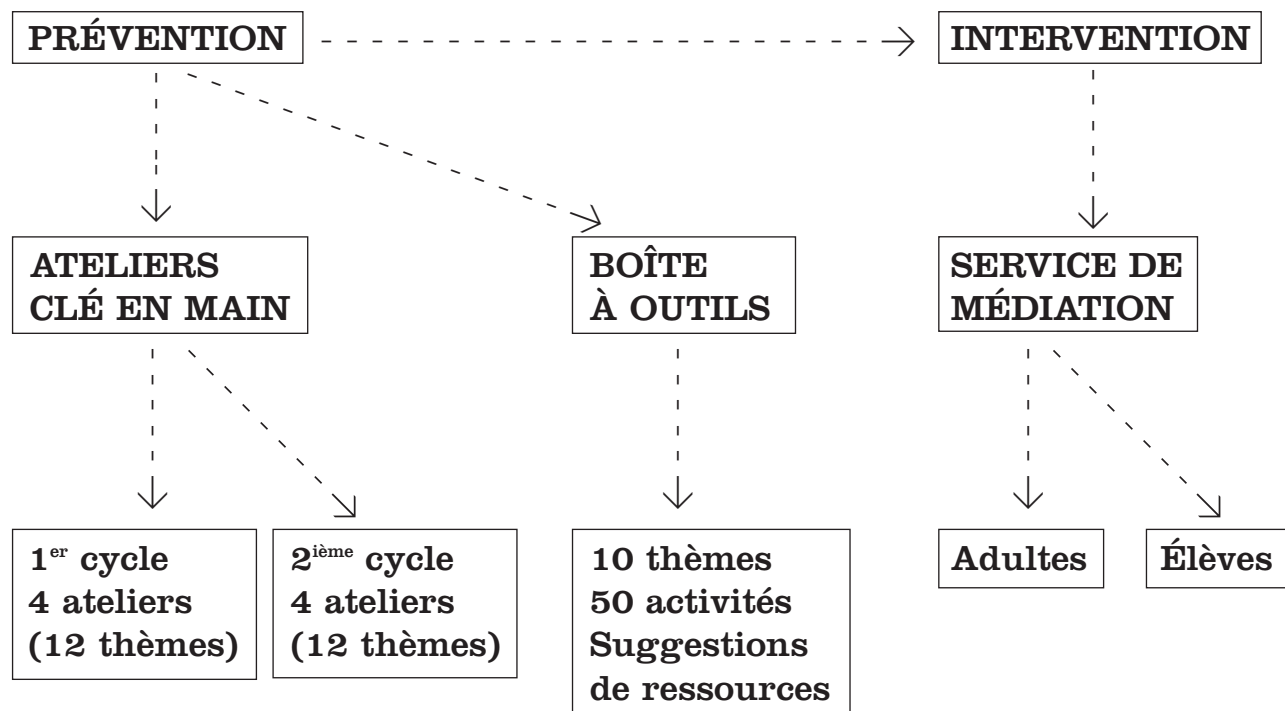 PRÉVENTION
INTERVENTION
ATELIERS
CLÉ EN MAIN
BOÎTE
À OUTILS
SERVICE DE
MÉDIATION
1er cycle
4 ateliers
(12 thèmes)
2ième cycle
4 ateliers
(12 thèmes)
10 thèmes
50 activités
Suggestions
de ressources
Adultes
Élèves